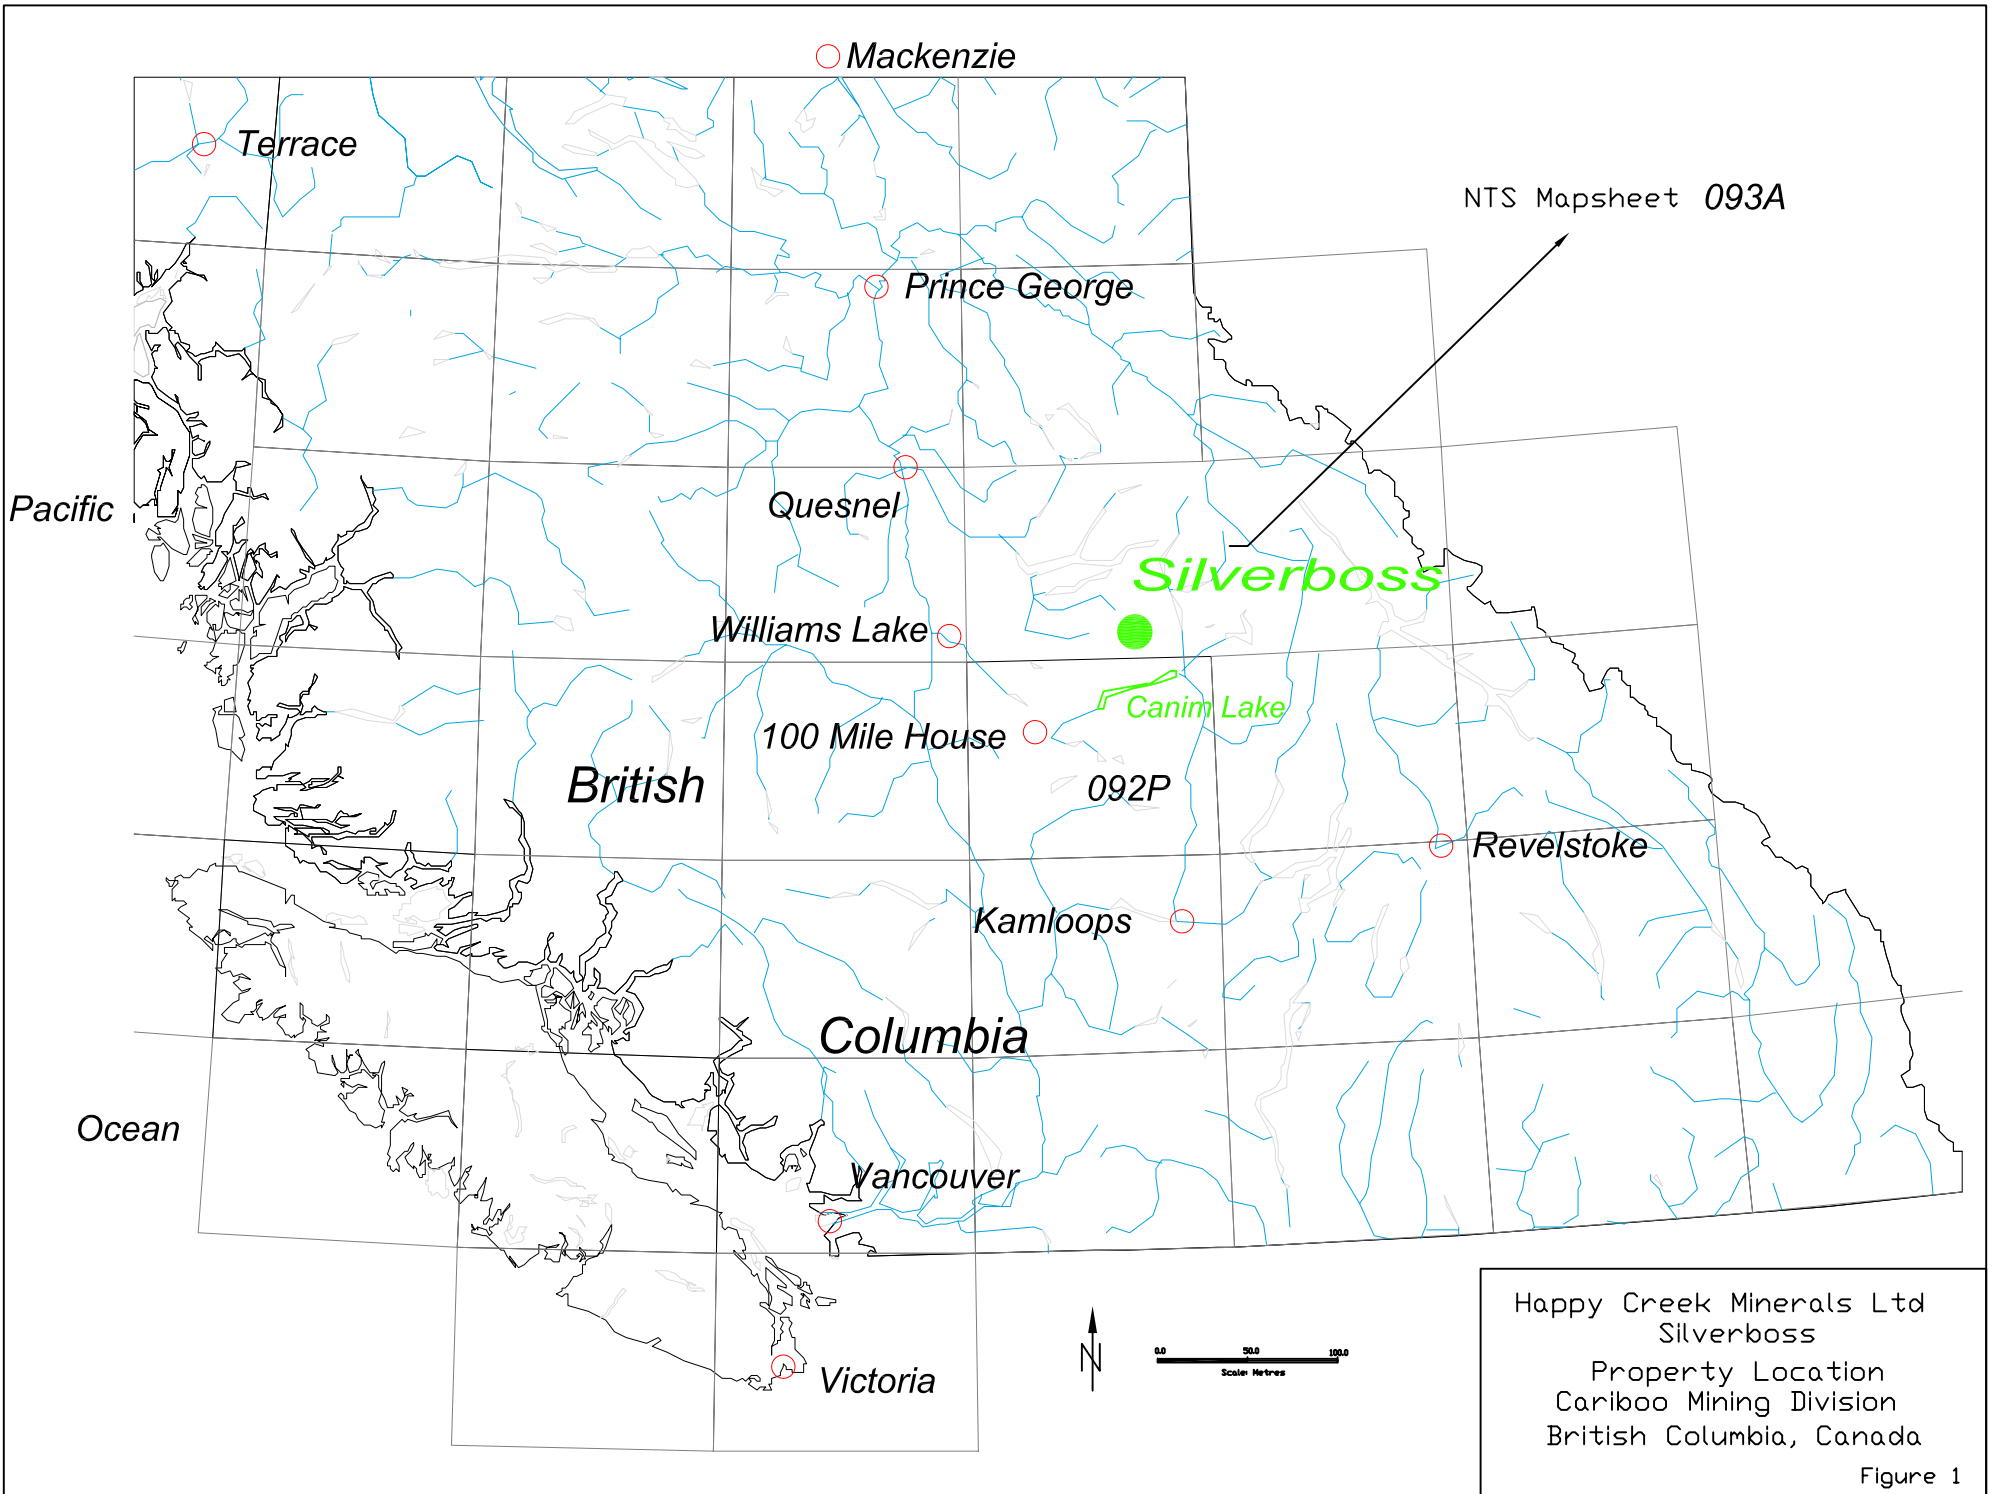 Mackenzie
Terrace
NTS Mapsheet 093A
Prince George
Pacific
Quesnel
Silverboss
Williams Lake
Canim Lake
100 Mile House
British
092P
Revelstoke
Kamloops
Columbia
Ocean
Vancouver
Victoria
N
0.0 50.0 100.0
Scale: Metres
Happy Creek Minerals Ltd
Silverboss
Property Location
Cariboo Mining Division
British Columbia, Canada
Figure 1